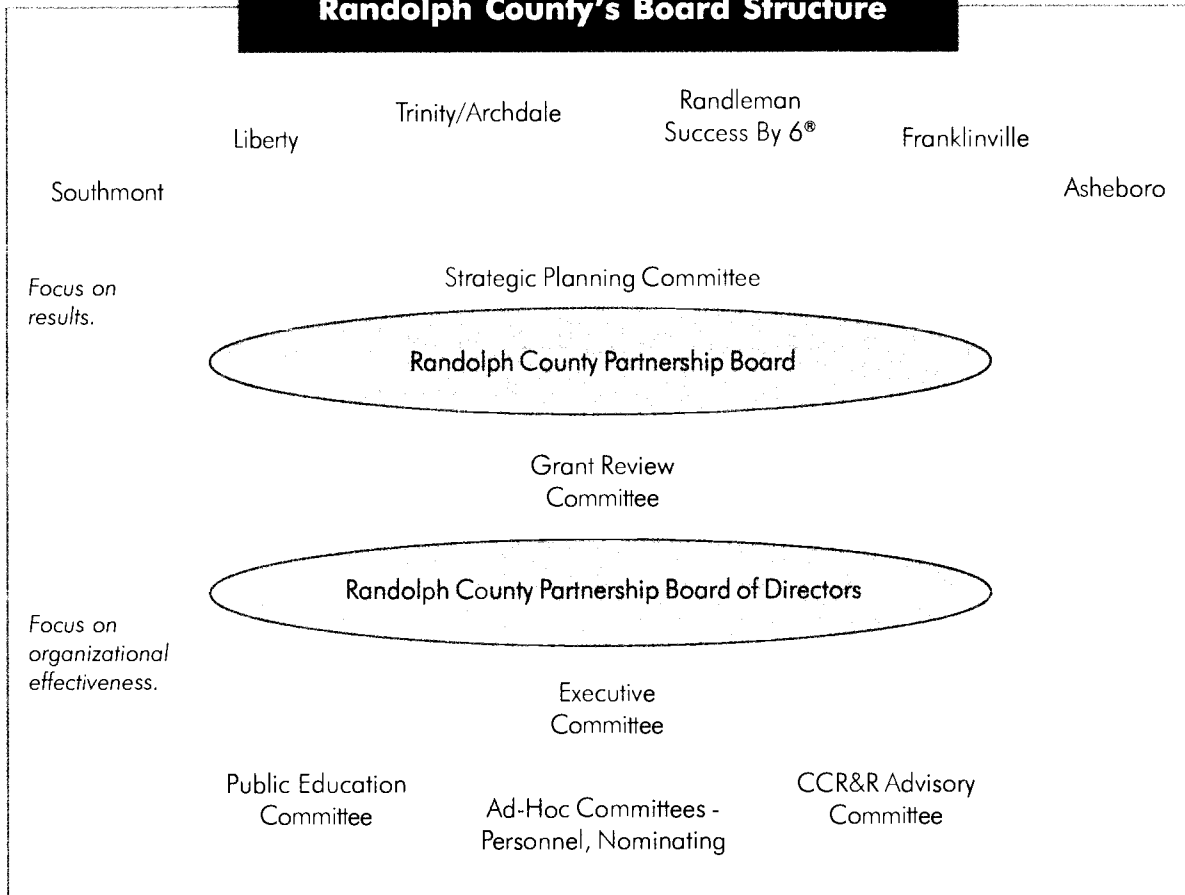 Randolph County's Board Structure
Liberty
Trinity/Archdale
Randleman
Success By 6®
Franklinville
Southmont
Asheboro
Focus on
results.
Strategic Planning Committee
Randolph County Partnership Board
Grant Review
Committee
Randolph County Partnership Board of Directors
Focus on
organizational
effectiveness.
Executive
Committee
Public Education
Committee
Ad-Hoc Committees -
Personnel, Nominating
CCR&R Advisory
Committee